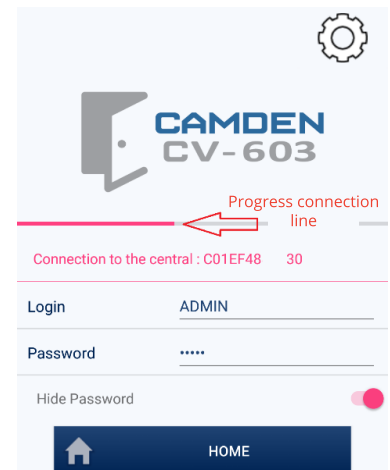 CAMDEN
CV-603
Progress connection
line
Connection to the central : C01EF48 30
Login ADMIN
Password •••••
Hide Password
HOME